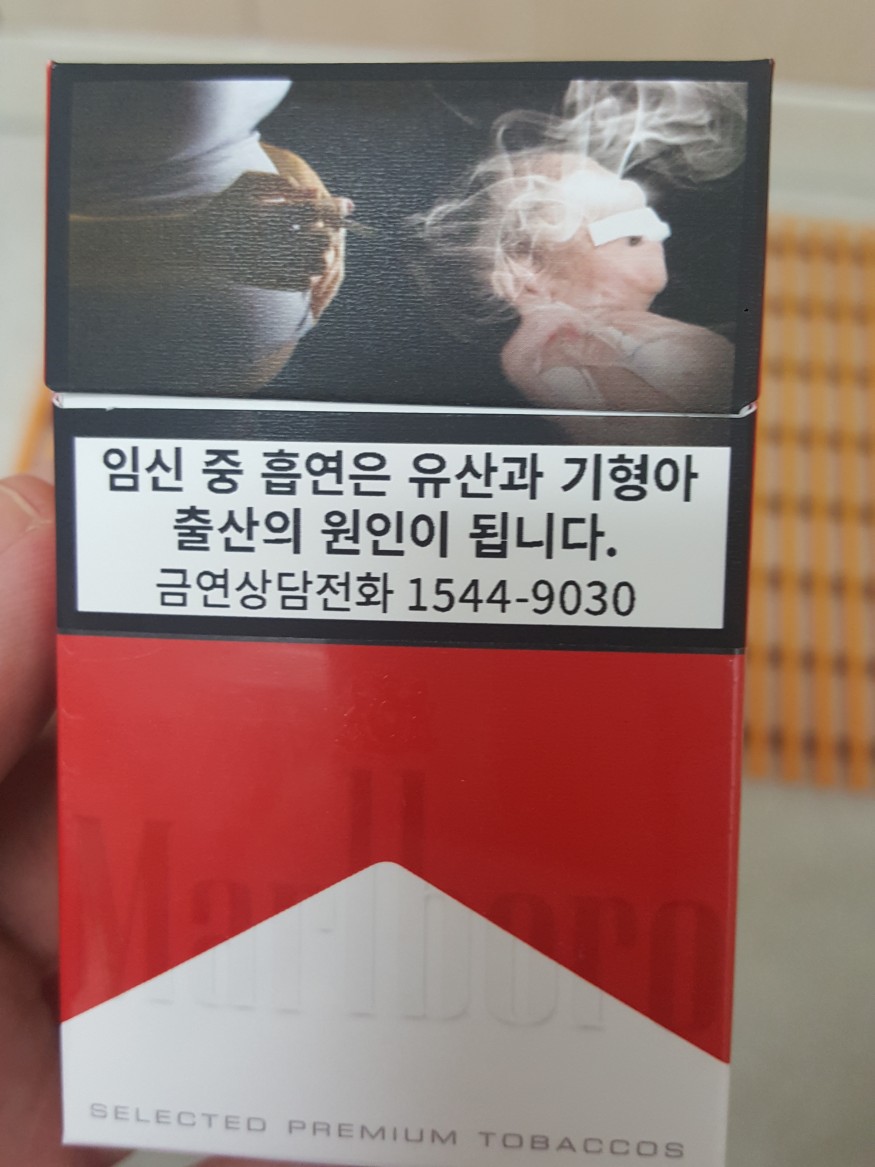 임신 중 흡연은 유산과 기형아
출산의 원인이 됩니다.
금연상담전화 1544-9030
Marlboro
SELECTED PREMIUM TOBACCOS